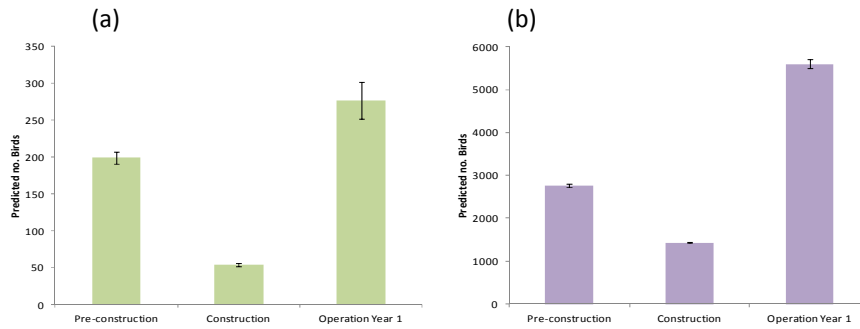 (a)
350
300
250
200
150
100
50
0
Predicted no. Birds
Pre-construction Construction Operation Year 1
(b)
6000
5000
4000
3000
2000
1000
0
Predicted no. Birds
Pre-construction Construction Operation Year 1